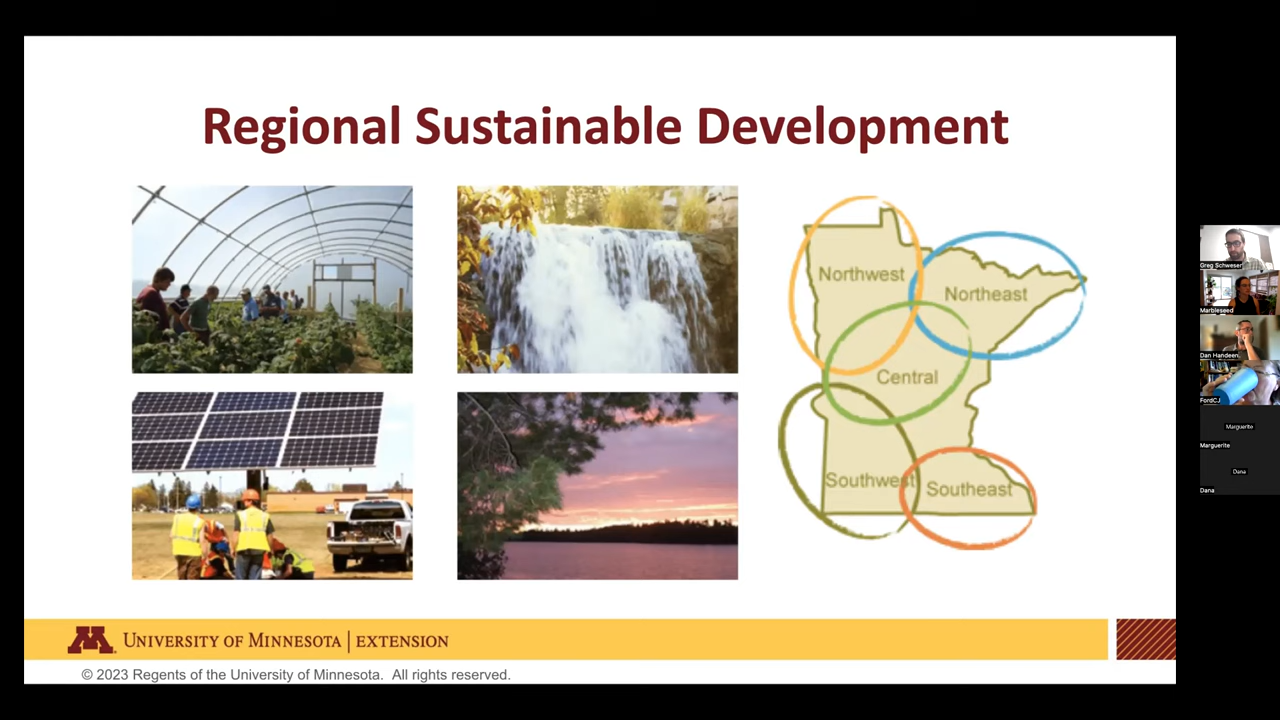 Regional Sustainable Development
Northwest
Northeast
Central
Southwest
Southeast
M
UNIVERSITY OF MINNESOTA | EXTENSION
© 2023 Regents of the University of Minnesota. All rights reserved.
Greg Schweser
Marbleseed
Dan Handeen
FordCJ
Marguerite
Marguerite
Dana
Dana